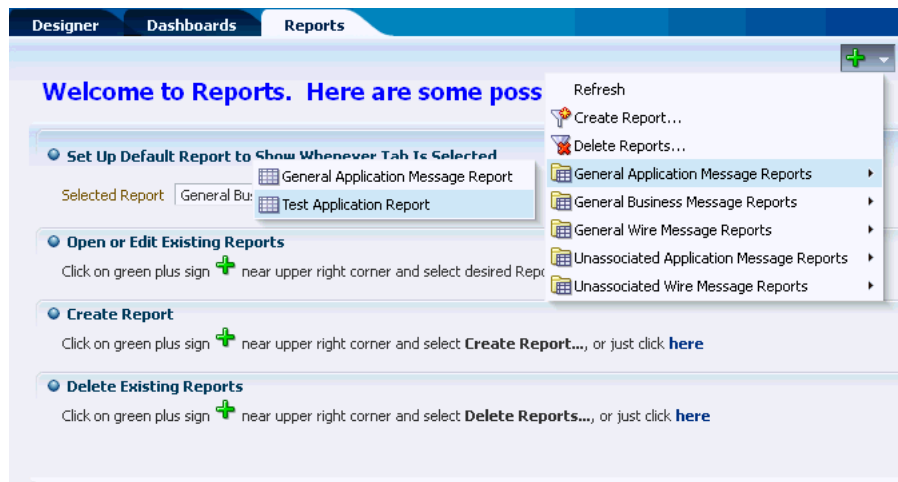 Designer Dashboards Reports
Welcome to Reports. Here are some poss
Refresh
Create Report...
Delete Reports...
General Application Message Reports
General Business Message Reports
General Wire Message Reports
Unassociated Application Message Reports
Unassociated Wire Message Reports
Set Up Default Report to Show Whenever Tab Is Selected
General Application Message Report
Test Application Report
Selected Report General Bu
Open or Edit Existing Reports
Click on green plus sign near upper right corner and select desired Repo
Create Report
Click on green plus sign near upper right corner and select Create Report..., or just click here
Delete Existing Reports
Click on green plus sign near upper right corner and select Delete Reports..., or just click here